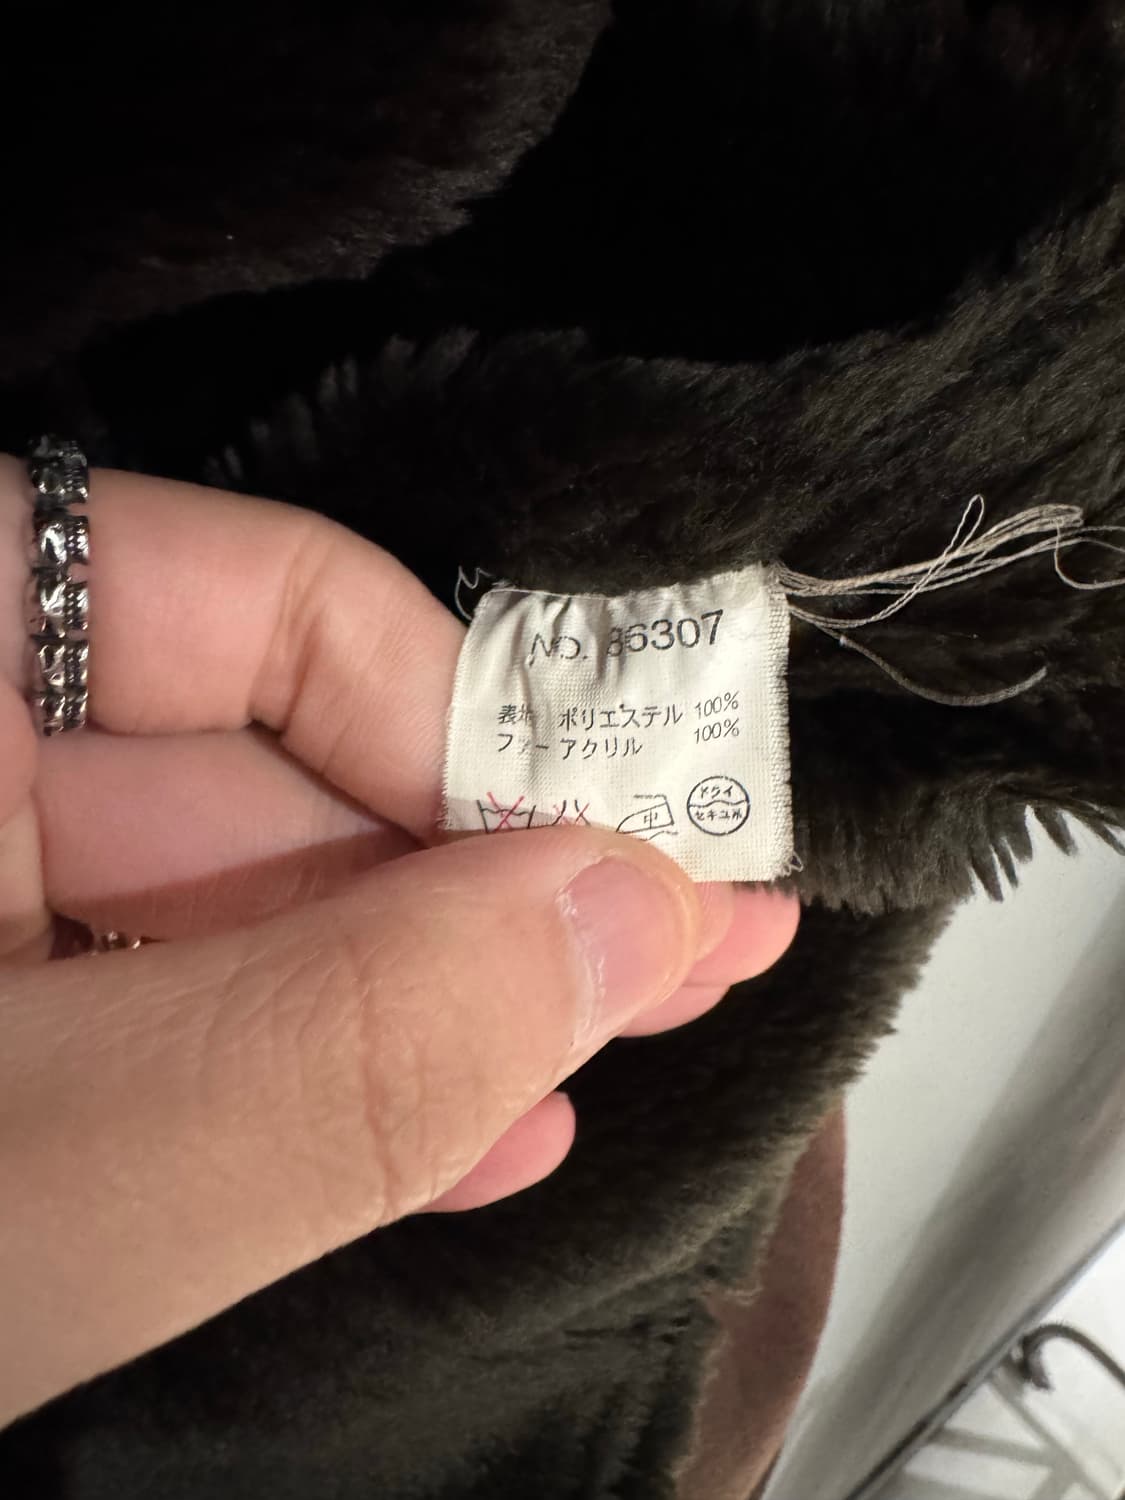 NO. 86307
表地 ポリエステル 100%
ファー アクリル 100%
中
ドライ
セキユ系